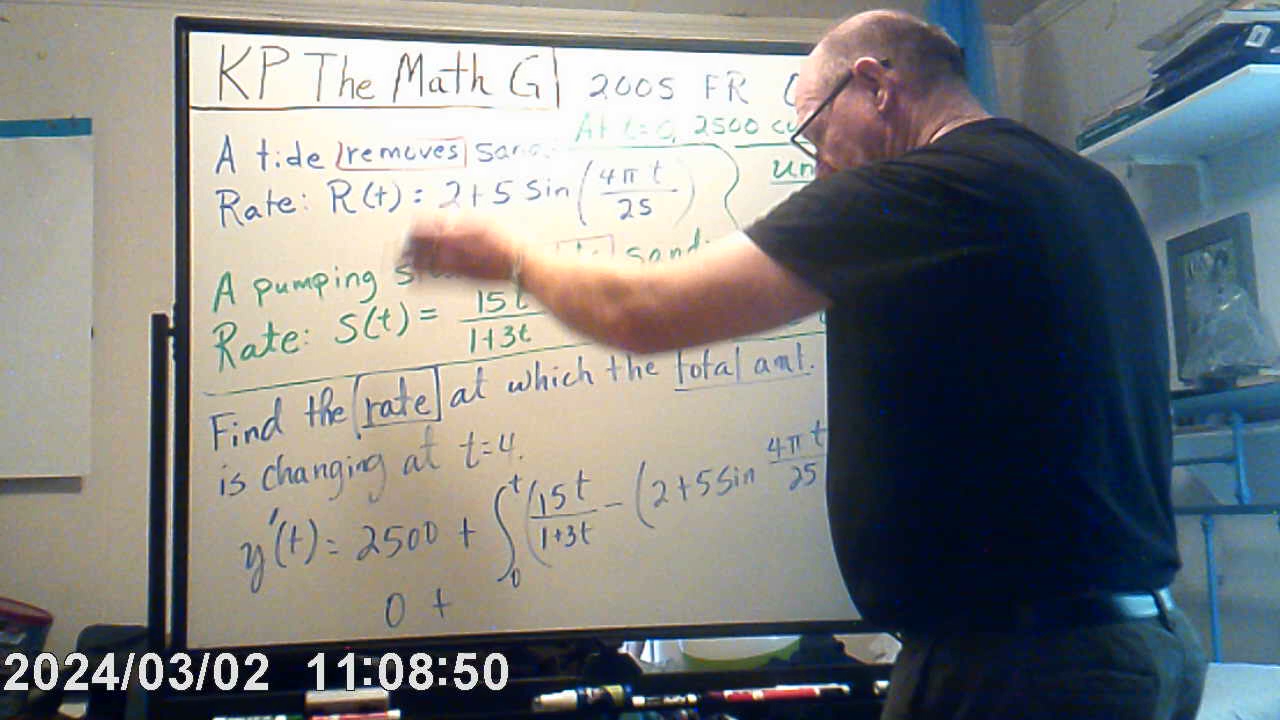 KP The Math G 2005 FR
At t=0, 2500 cu
A tide removes
Rate: R(t) = 2+5 sin(4π t/25)
A pumping sand
Rate: S(t) = 15t/1+3t
Find the rate at which the total amt.
is changing at t=4.
y'(t) = 2500 + ∫₀ᵗ(15t/1+3t - (2+5sin 4π t/25
0 +
2024/03/02 11:08:50